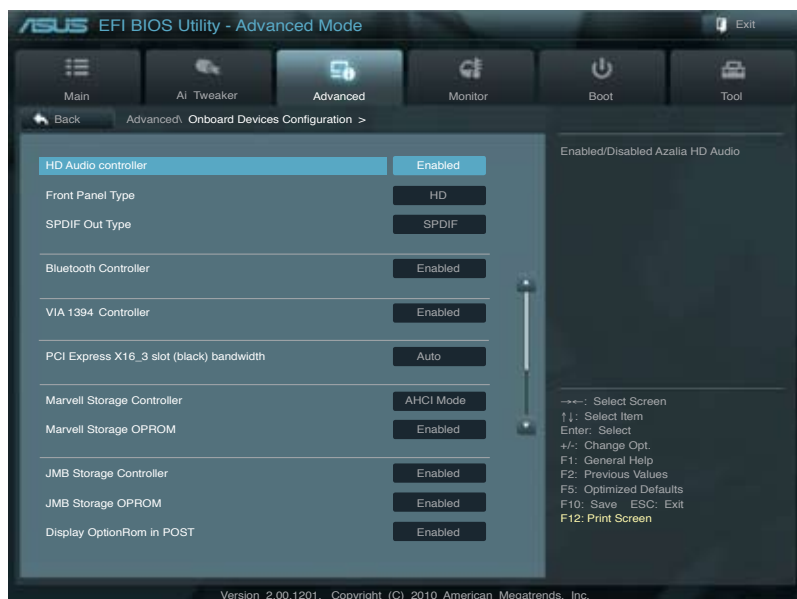 ASUS EFI BIOS Utility - Advanced Mode
Exit
Main
Ai Tweaker
Advanced
Monitor
Boot
Tool
Back
Advanced\ Onboard Devices Configuration >
HD Audio controller Enabled
Front Panel Type HD
SPDIF Out Type SPDIF
Bluetooth Controller Enabled
VIA 1394 Controller Enabled
PCI Express X16_3 slot (black) bandwidth Auto
Marvell Storage Controller AHCI Mode
Marvell Storage OPROM Enabled
JMB Storage Controller Enabled
JMB Storage OPROM Enabled
Display OptionRom in POST Enabled
Enabled/Disabled Azalia HD Audio
→←: Select Screen
↑↓: Select Item
Enter: Select
+/-: Change Opt.
F1: General Help
F2: Previous Values
F5: Optimized Defaults
F10: Save ESC: Exit
F12: Print Screen
Version 2.00.1201. Copyright (C) 2010 American Megatrends, Inc.